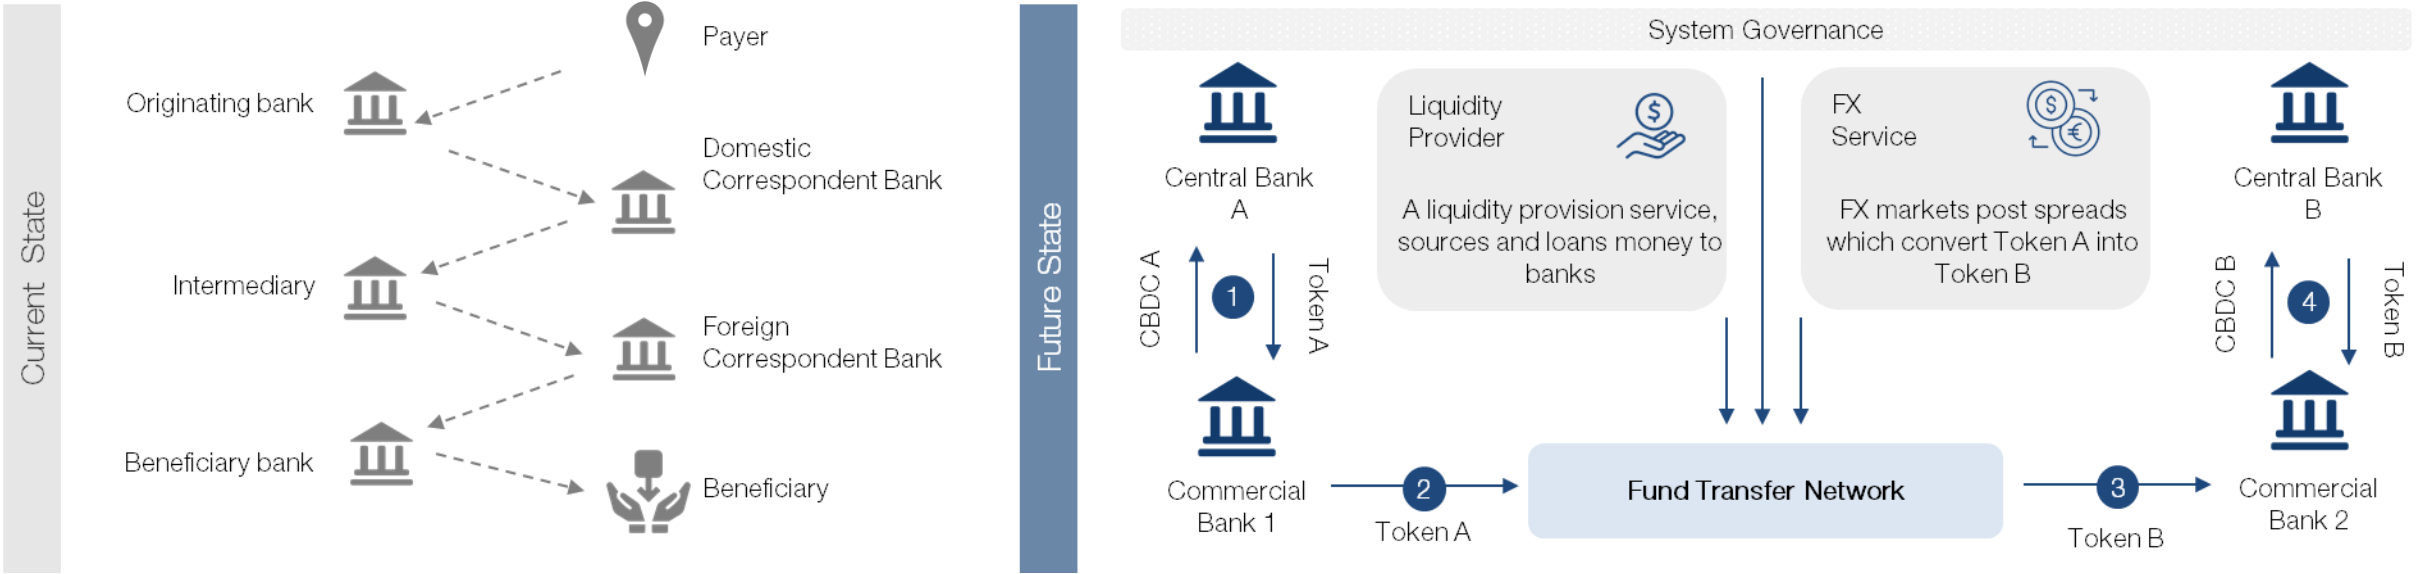 Current State
Payer
Originating bank
Domestic
Correspondent Bank
Intermediary
Foreign
Correspondent Bank
Beneficiary bank
Beneficiary
Future State
System Governance
Central Bank
A
Liquidity
Provider
$
A liquidity provision service,
sources and loans money to
banks
FX
Service
$
€
FX markets post spreads
which convert Token A into
Token B
Central Bank
B
CBDC A
1
Token A
CBDC B
4
Token B
Commercial
Bank 1
2
Token A
Fund Transfer Network
3
Token B
Commercial
Bank 2